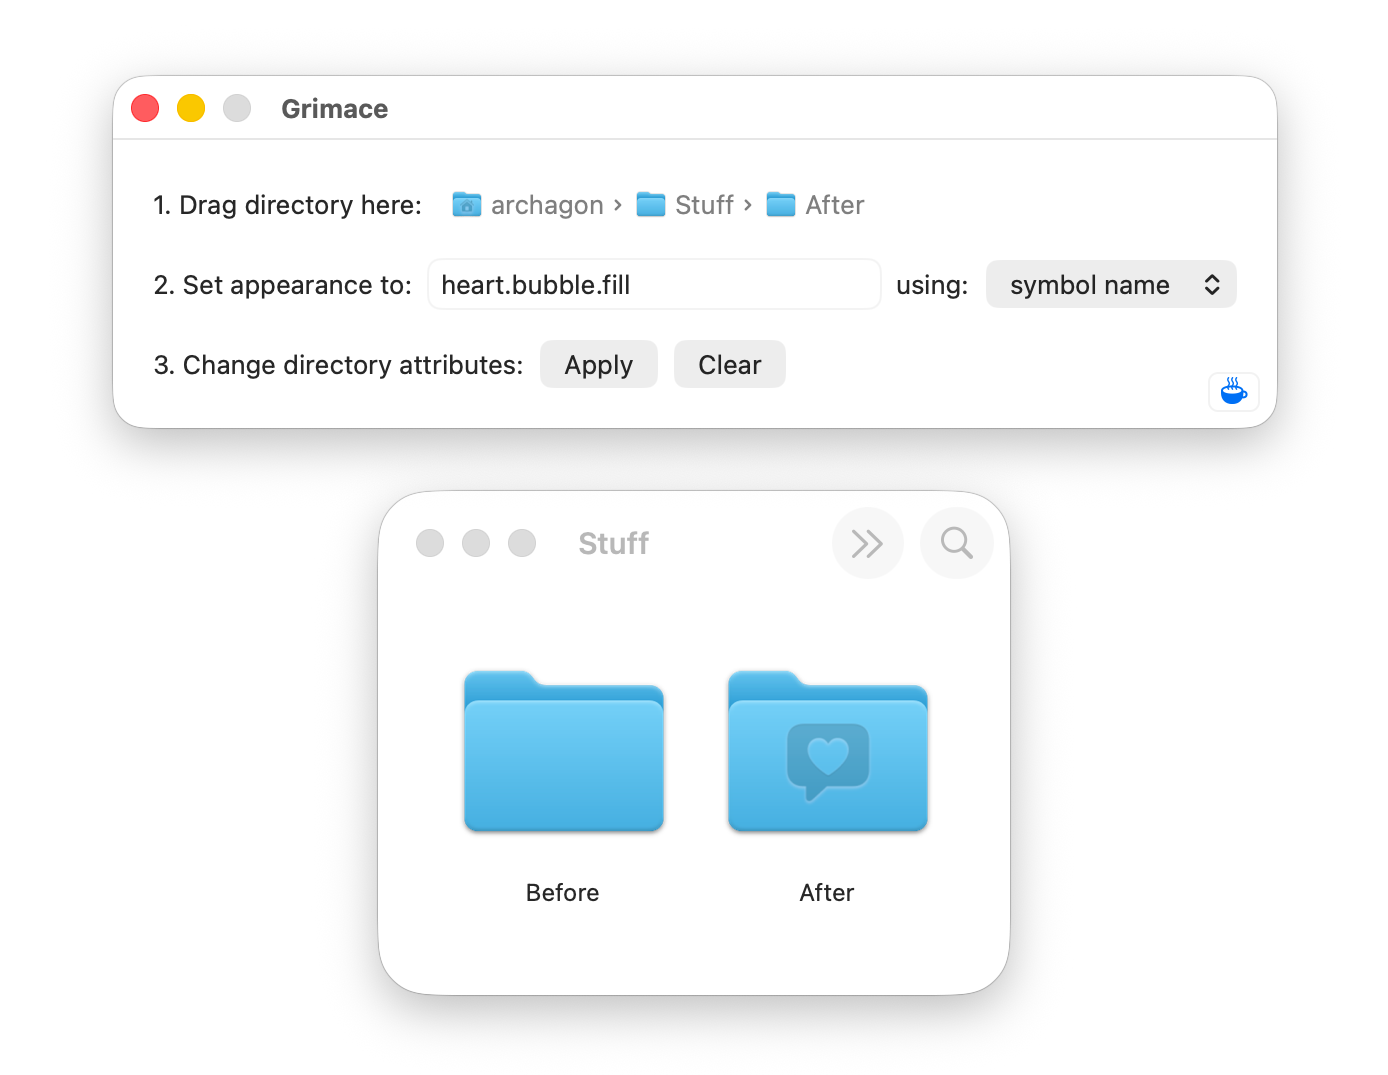 Grimace
1. Drag directory here: archagon › Stuff › After
2. Set appearance to: heart.bubble.fill using: symbol name
3. Change directory attributes: Apply Clear
Stuff
Before After